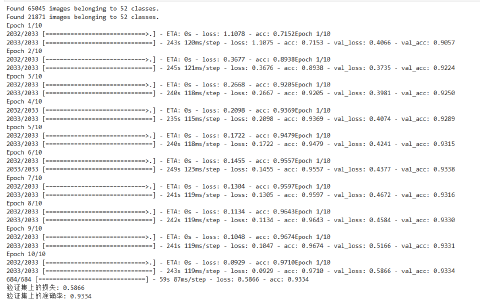 Found 65045 images belonging to 52 classes.
Found 21871 images belonging to 52 classes.
Epoch 1/10
2032/2033 [============================>.] - ETA: 0s - loss: 1.1078 - acc: 0.7152Epoch 1/10
2033/2033 [==============================] - 243s 120ms/step - loss: 1.1075 - acc: 0.7153 - val_loss: 0.4066 - val_acc: 0.9057
Epoch 2/10
2032/2033 [============================>.] - ETA: 0s - loss: 0.3677 - acc: 0.8938Epoch 1/10
2033/2033 [==============================] - 245s 121ms/step - loss: 0.3676 - acc: 0.8938 - val_loss: 0.3735 - val_acc: 0.9224
Epoch 3/10
2032/2033 [============================>.] - ETA: 0s - loss: 0.2668 - acc: 0.9205Epoch 1/10
2033/2033 [==============================] - 240s 118ms/step - loss: 0.2667 - acc: 0.9205 - val_loss: 0.3981 - val_acc: 0.9250
Epoch 4/10
2032/2033 [============================>.] - ETA: 0s - loss: 0.2098 - acc: 0.9369Epoch 1/10
2033/2033 [==============================] - 235s 115ms/step - loss: 0.2098 - acc: 0.9369 - val_loss: 0.4074 - val_acc: 0.9289
Epoch 5/10
2032/2033 [============================>.] - ETA: 0s - loss: 0.1722 - acc: 0.9479Epoch 1/10
2033/2033 [==============================] - 240s 118ms/step - loss: 0.1722 - acc: 0.9479 - val_loss: 0.4241 - val_acc: 0.9315
Epoch 6/10
2032/2033 [============================>.] - ETA: 0s - loss: 0.1455 - acc: 0.9557Epoch 1/10
2033/2033 [==============================] - 249s 123ms/step - loss: 0.1455 - acc: 0.9557 - val_loss: 0.4377 - val_acc: 0.9338
Epoch 7/10
2032/2033 [============================>.] - ETA: 0s - loss: 0.1304 - acc: 0.9597Epoch 1/10
2033/2033 [==============================] - 241s 119ms/step - loss: 0.1305 - acc: 0.9597 - val_loss: 0.4672 - val_acc: 0.9316
Epoch 8/10
2032/2033 [============================>.] - ETA: 0s - loss: 0.1134 - acc: 0.9643Epoch 1/10
2033/2033 [==============================] - 242s 119ms/step - loss: 0.1134 - acc: 0.9643 - val_loss: 0.4584 - val_acc: 0.9330
Epoch 9/10
2032/2033 [============================>.] - ETA: 0s - loss: 0.1048 - acc: 0.9674Epoch 1/10
2033/2033 [==============================] - 241s 119ms/step - loss: 0.1047 - acc: 0.9674 - val_loss: 0.5166 - val_acc: 0.9331
Epoch 10/10
2032/2033 [============================>.] - ETA: 0s - loss: 0.0929 - acc: 0.9710Epoch 1/10
2033/2033 [==============================] - 243s 119ms/step - loss: 0.0929 - acc: 0.9710 - val_loss: 0.5866 - val_acc: 0.9334
684/684 [==============================] - 59s 87ms/step - loss: 0.5866 - acc: 0.9334
验证集上的损失: 0.5866
验证集上的准确率: 0.9334